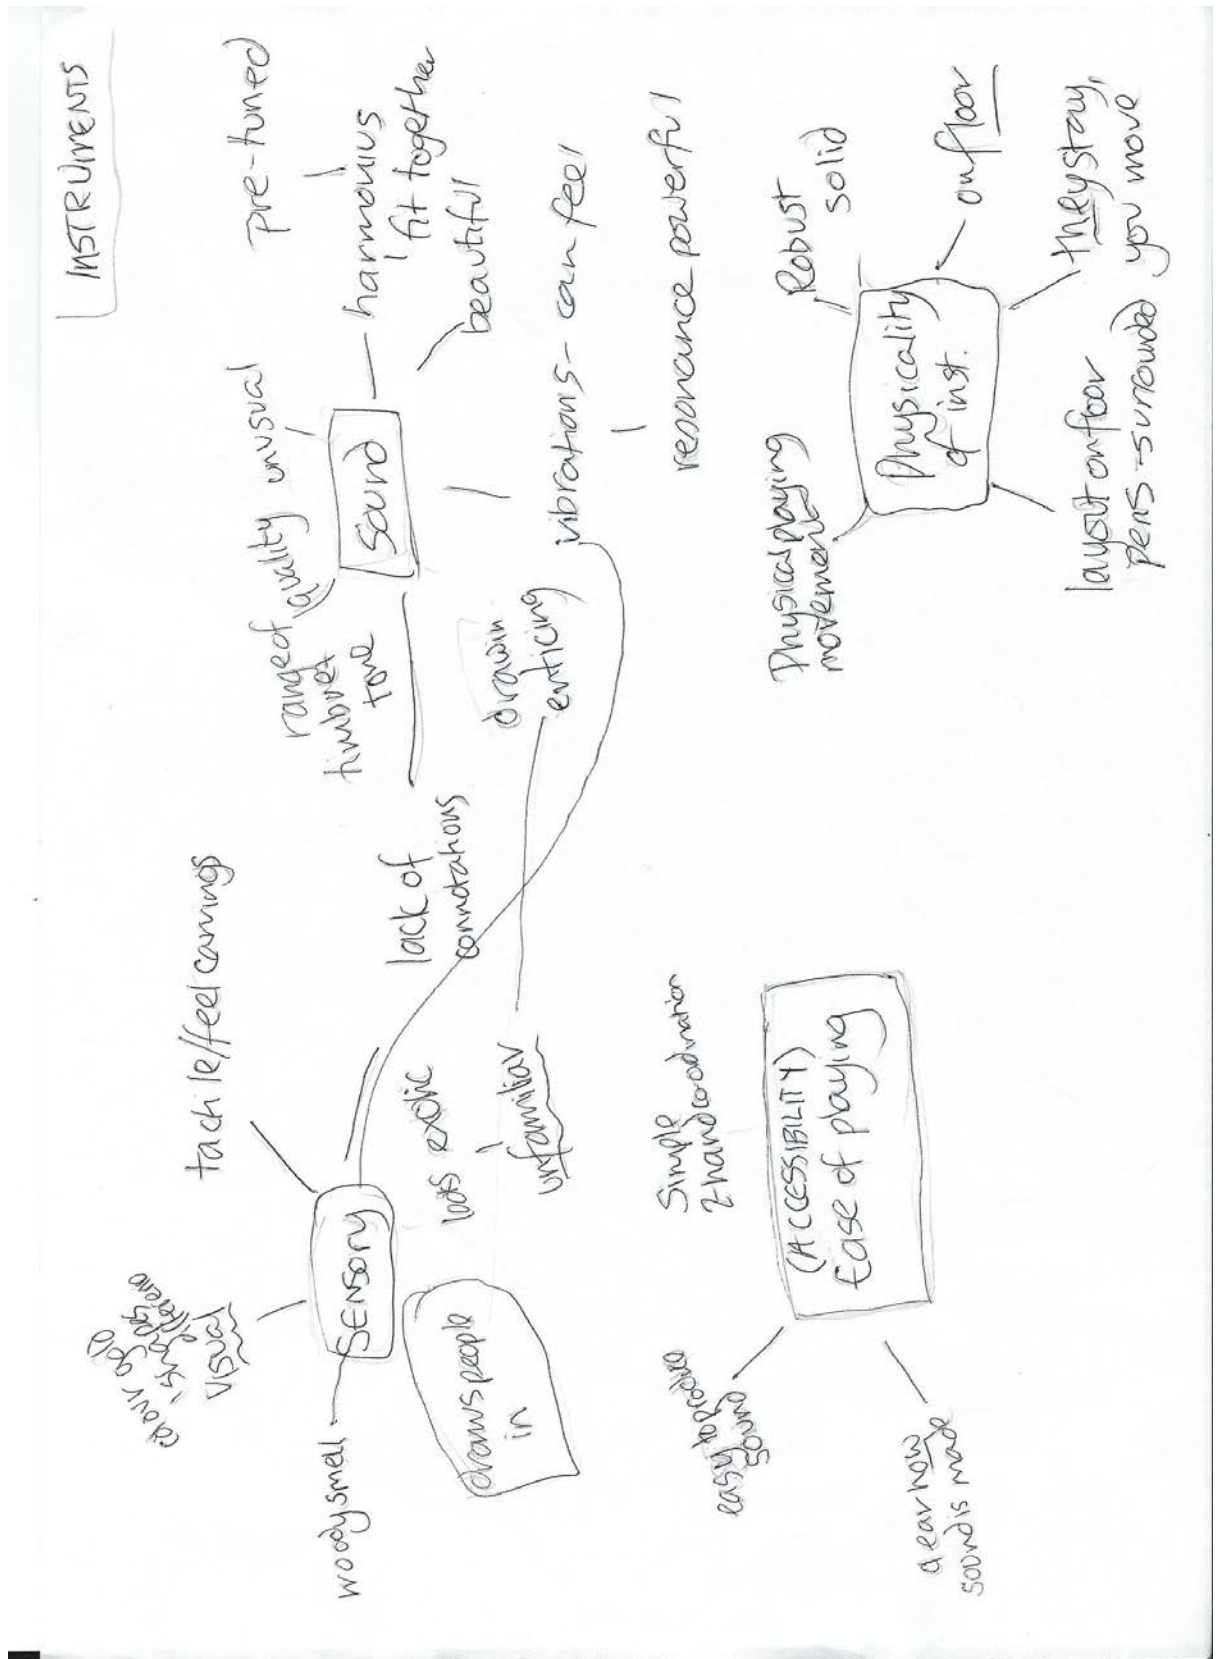 INSTRUMENTS
tactile/feel carvings
visual
woody smell
SENSORY
looks exotic
unfamiliar
draws people
in
lack of
connotations
range of
timbre +
tone
quality unusual
Sound
pre-tuned
harmonius
fit together
beautiful
draw in
enticing
vibrations - can feel
resonance powerful
Simple
2 hand coordination
(ACCESSIBILITY)
Ease of playing
easy to produce
sound
clear how
sound is made
Physical playing
movement
Robust
solid
Physicality
of inst.
on floor
they stay,
you move
layout on floor
pens - surrounded